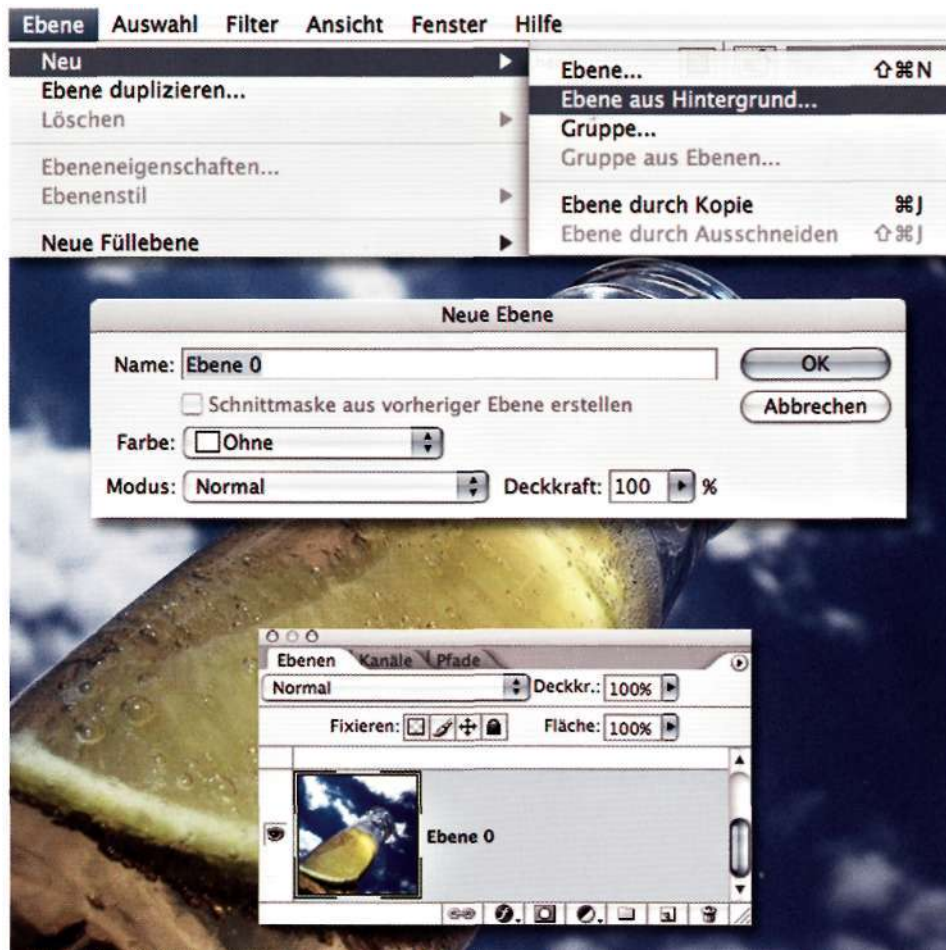 Ebene Auswahl Filter Ansicht Fenster Hilfe
Neu
Ebene duplizieren...
Löschen
Ebeneneigenschaften...
Ebenenstil
Neue Füllebene
Ebene... ⇧⌘N
Ebene aus Hintergrund...
Gruppe...
Gruppe aus Ebenen...
Ebene durch Kopie ⌘J
Ebene durch Ausschneiden ⇧⌘J
Neue Ebene
Name: Ebene 0
OK
Schnittmaske aus vorheriger Ebene erstellen
Abbrechen
Farbe: Ohne
Modus: Normal Deckkraft: 100 %
Ebenen Kanäle Pfade
Normal Deckkr.: 100%
Fixieren: Fläche: 100%
Ebene 0